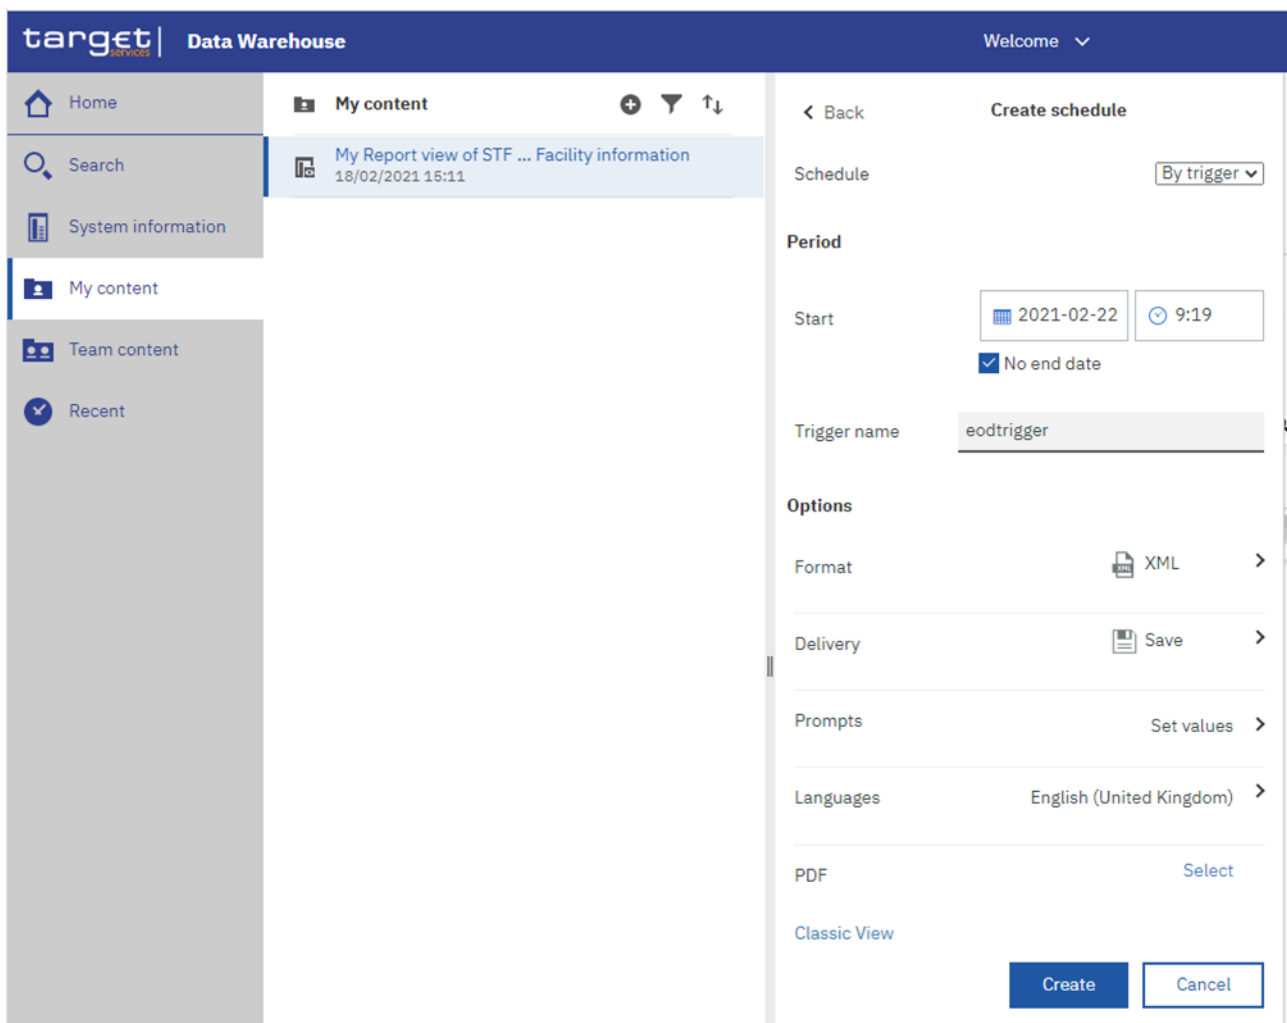 target services Data Warehouse Welcome
Home
Search
System information
My content
Team content
Recent
My content
My Report view of STF ... Facility information
18/02/2021 15:11
Back Create schedule
Schedule By trigger
Period
Start 2021-02-22 9:19
No end date
Trigger name eodtrigger
Options
Format XML
Delivery Save
Prompts Set values
Languages English (United Kingdom)
PDF Select
Classic View
Create Cancel